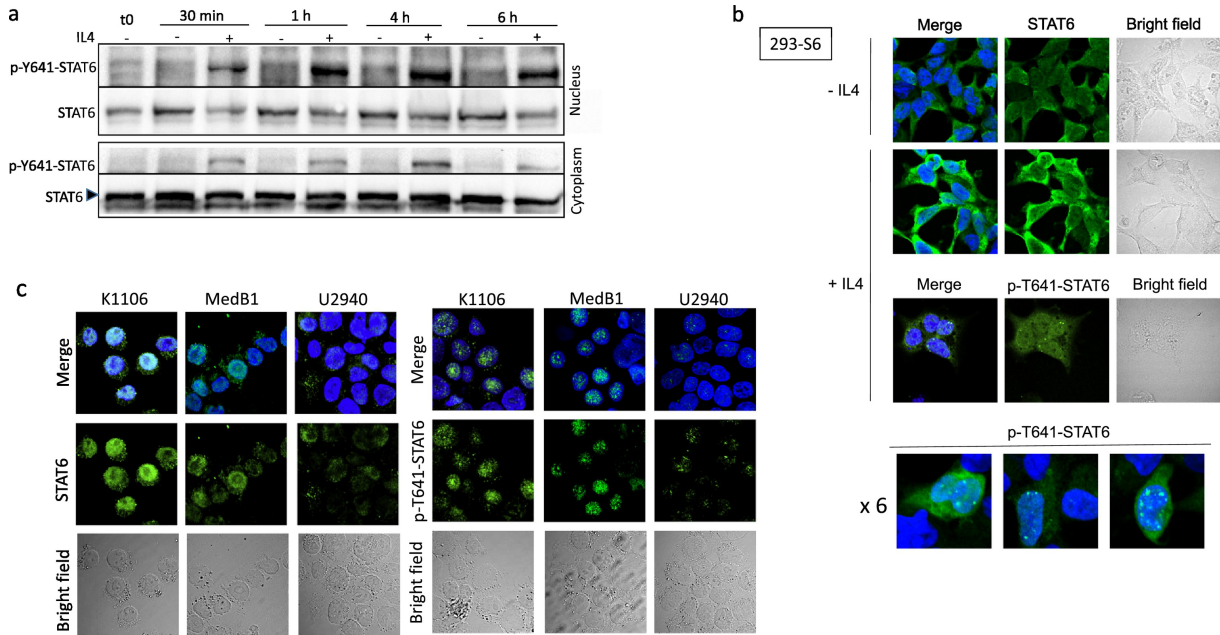 a
t0 30 min 1 h 4 h 6 h
IL4 - - + - + - + - +
p-Y641-STAT6
STAT6
Nucleus
p-Y641-STAT6
STAT6
Cytoplasm
b
293-S6
Merge STAT6 Bright field
- IL4
+ IL4
Merge p-T641-STAT6 Bright field
p-T641-STAT6
x 6
c
K1106 MedB1 U2940 K1106 MedB1 U2940
Merge Merge
STAT6 p-T641-STAT6
Bright field Bright field